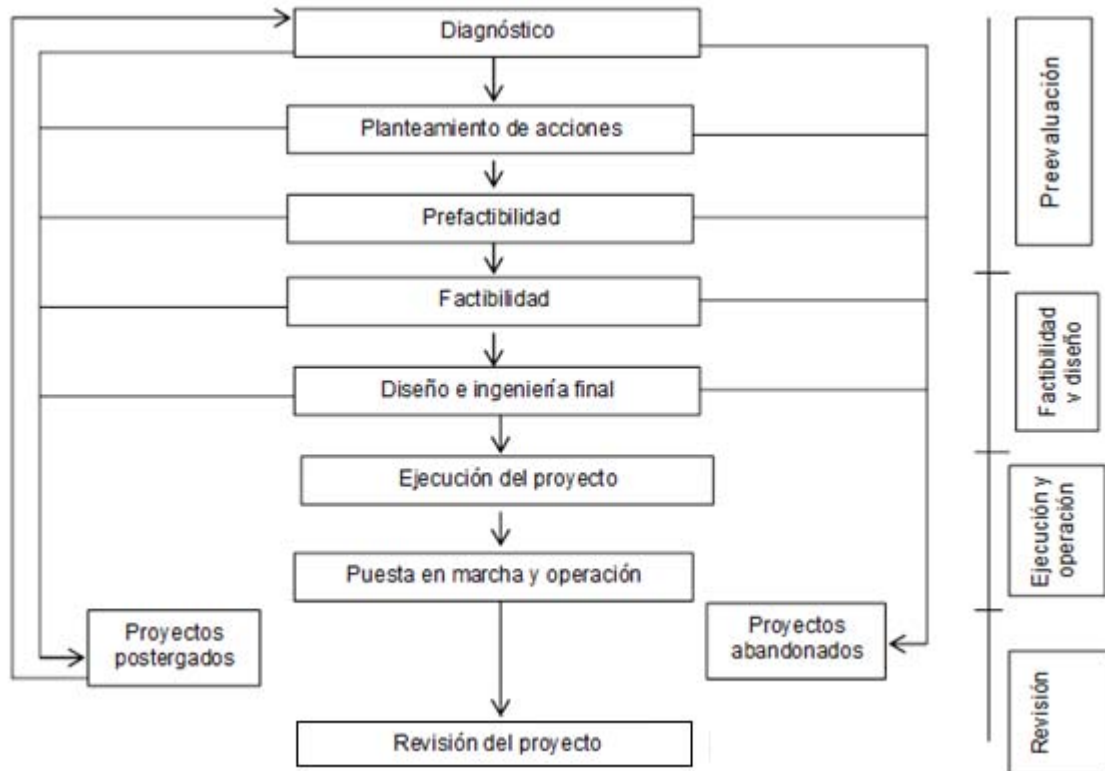 Diagnóstico
Planteamiento de acciones
Prefactibilidad
Factibilidad
Diseño e ingeniería final
Ejecución del proyecto
Puesta en marcha y operación
Proyectos
postergados
Proyectos
abandonados
Revisión del proyecto
Preevaluación
Factibilidad
y diseño
Ejecución y
operación
Revisión